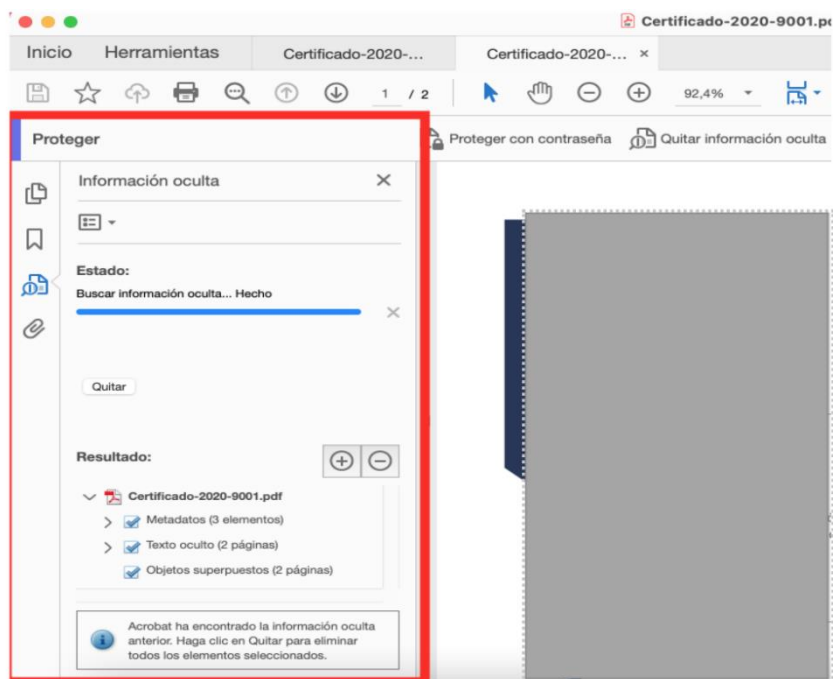 Certificado-2020-9001.pd
Inicio Herramientas Certificado-2020-... Certificado-2020-... ×
1 / 2 92,4%
Proteger Proteger con contraseña Quitar información oculta
Información oculta
Estado:
Buscar información oculta... Hecho
Quitar
Resultado:
Certificado-2020-9001.pdf
Metadatos (3 elementos)
Texto oculto (2 páginas)
Objetos superpuestos (2 páginas)
Acrobat ha encontrado la información oculta
anterior. Haga clic en Quitar para eliminar
todos los elementos seleccionados.